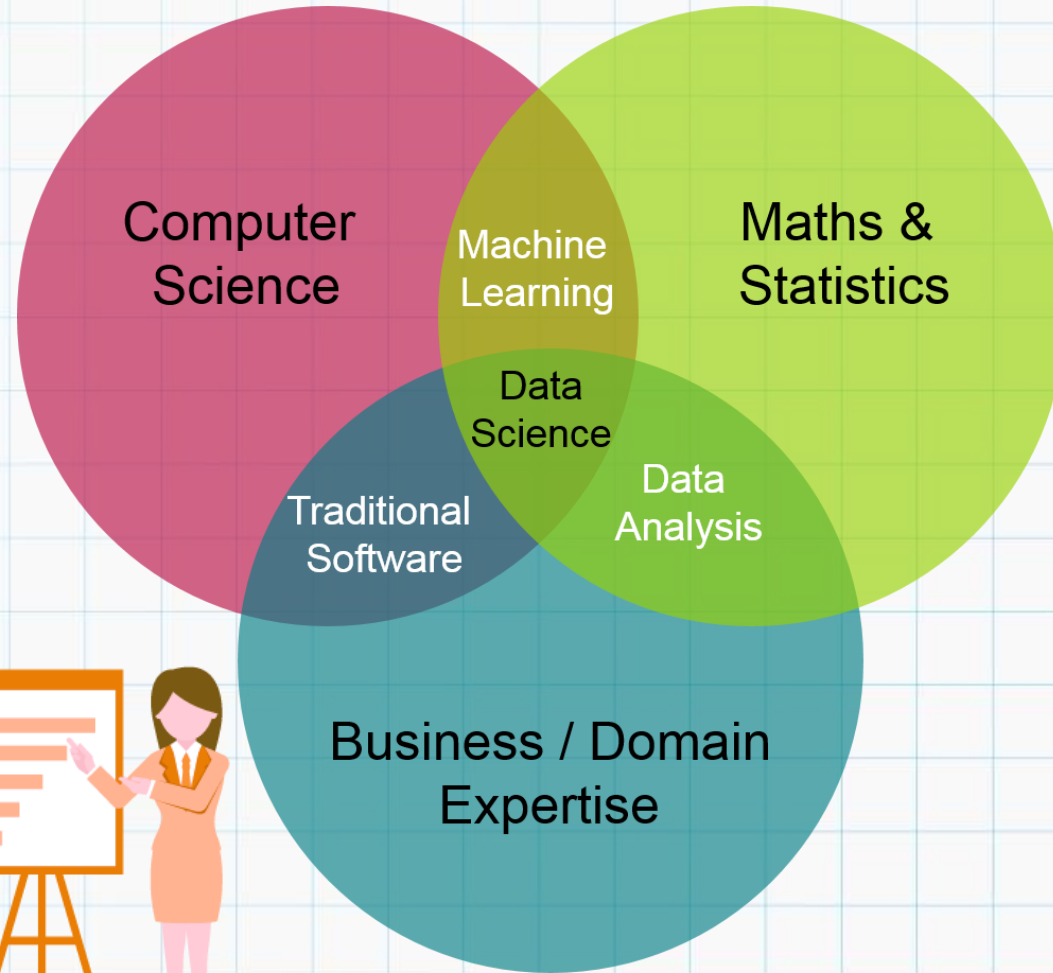 Computer
Science
Machine
Learning
Maths &
Statistics
Data
Science
Traditional
Software
Data
Analysis
Business / Domain
Expertise